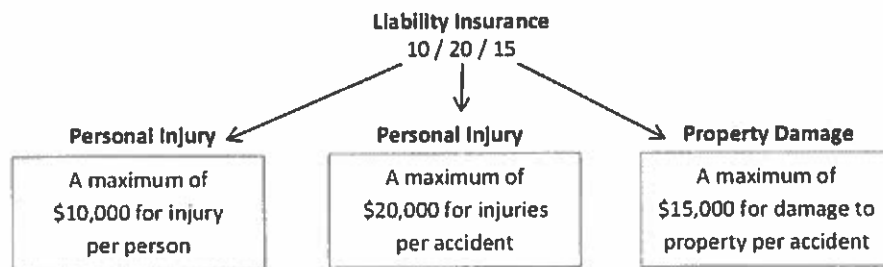 Liability Insurance
10 / 20 / 15
Personal Injury
Personal Injury
Property Damage
A maximum of
$10,000 for injury
per person
A maximum of
$20,000 for injuries
per accident
A maximum of
$15,000 for damage to
property per accident